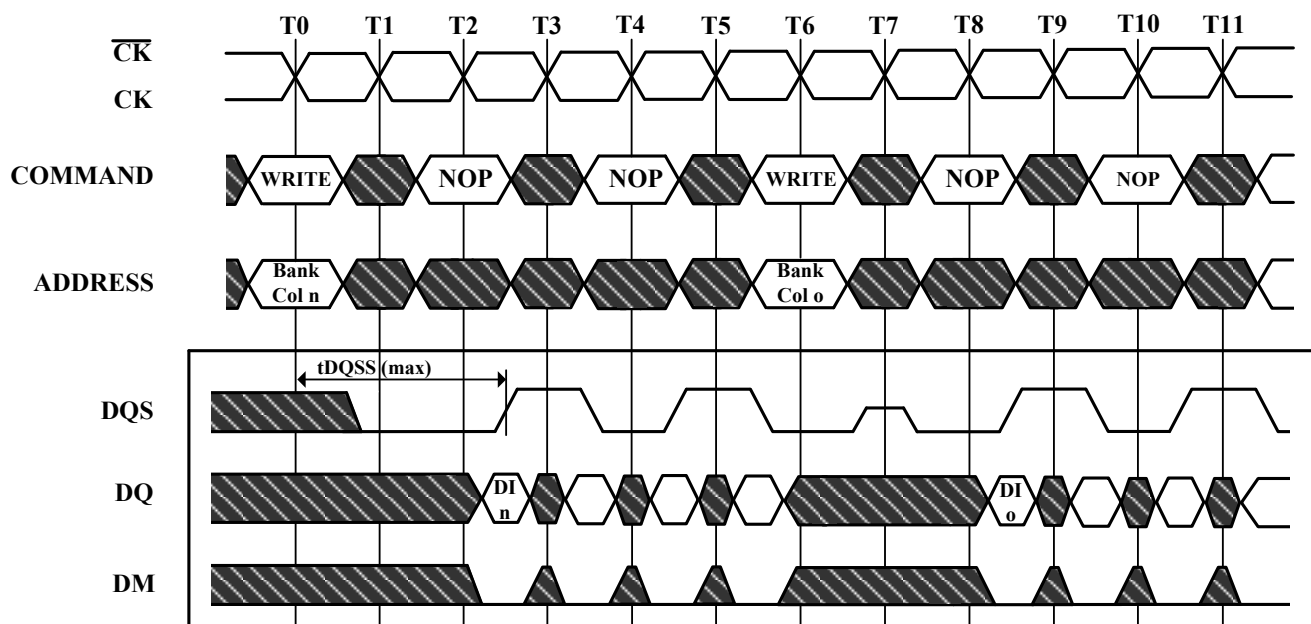 T0 T1 T2 T3 T4 T5 T6 T7 T8 T9 T10 T11
CK
CK
COMMAND WRITE NOP NOP WRITE NOP NOP
ADDRESS Bank Col n Bank Col o
tDQSS (max)
DQS
DQ DI n DI o
DM